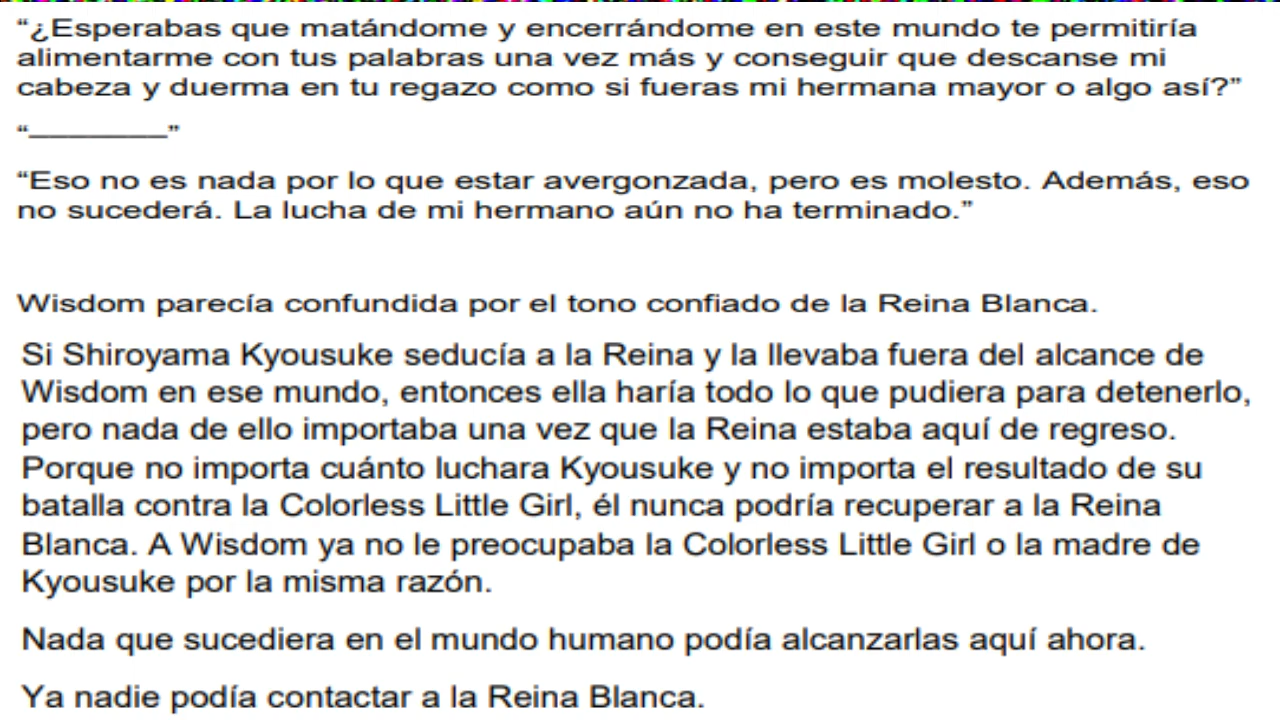 “¿Esperabas que matándome y encerrándome en este mundo te permitiría
alimentarme con tus palabras una vez más y conseguir que descanse mi
cabeza y duerma en tu regazo como si fueras mi hermana mayor o algo así?”
“_________”
“Eso no es nada por lo que estar avergonzada, pero es molesto. Además, eso
no sucederá. La lucha de mi hermano aún no ha terminado.”
Wisdom parecía confundida por el tono confiado de la Reina Blanca.
Si Shiroyama Kyousuke seducía a la Reina y la llevaba fuera del alcance de
Wisdom en ese mundo, entonces ella haría todo lo que pudiera para detenerlo,
pero nada de ello importaba una vez que la Reina estaba aquí de regreso.
Porque no importa cuánto luchara Kyousuke y no importa el resultado de su
batalla contra la Colorless Little Girl, él nunca podría recuperar a la Reina
Blanca. A Wisdom ya no le preocupaba la Colorless Little Girl o la madre de
Kyousuke por la misma razón.
Nada que sucediera en el mundo humano podía alcanzarlas aquí ahora.
Ya nadie podía contactar a la Reina Blanca.